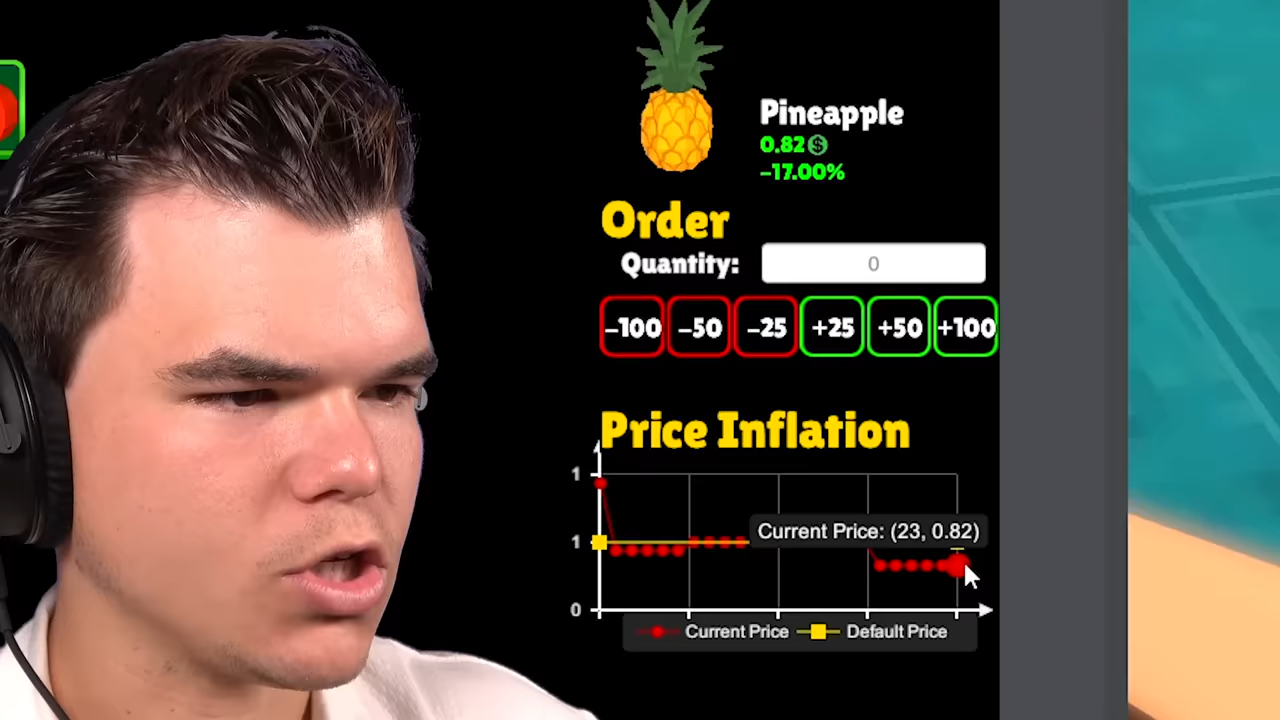 Pineapple
0.82
-17.00%
Order
Quantity: 0
-100 -50 -25 +25 +50 +100
Price Inflation
1
Current Price: (23, 0.82)
1
0
Current Price Default Price